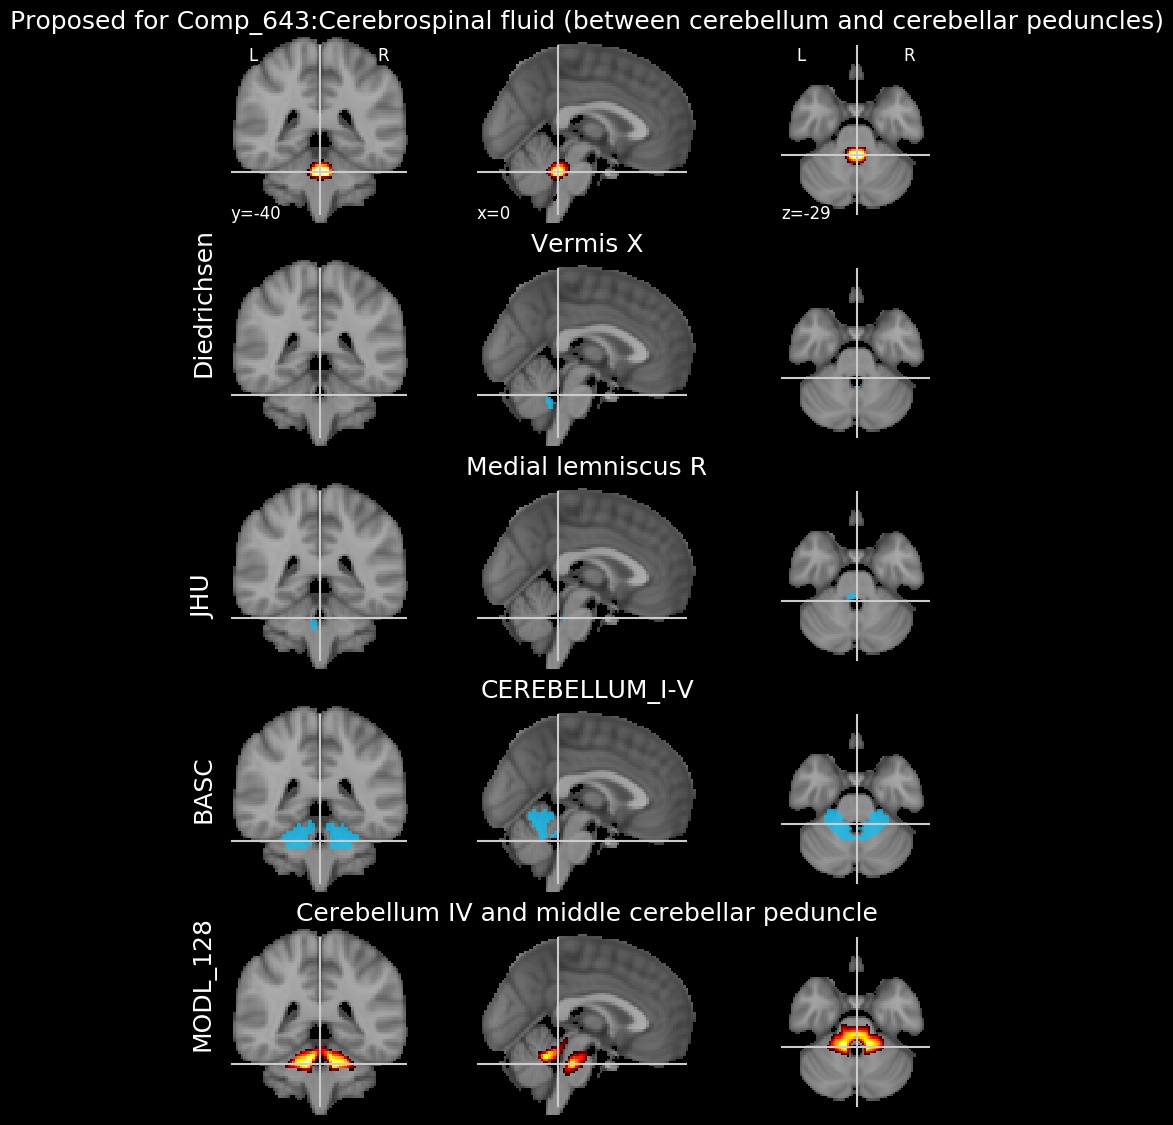 Proposed for Comp_643:Cerebrospinal fluid (between cerebellum and cerebellar peduncles)
L R L R
y=-40 x=0 z=-29
Vermis X
Diedrichsen
Medial lemniscus R
JHU
CEREBELLUM_I-V
BASC
Cerebellum IV and middle cerebellar peduncle
MODL_128